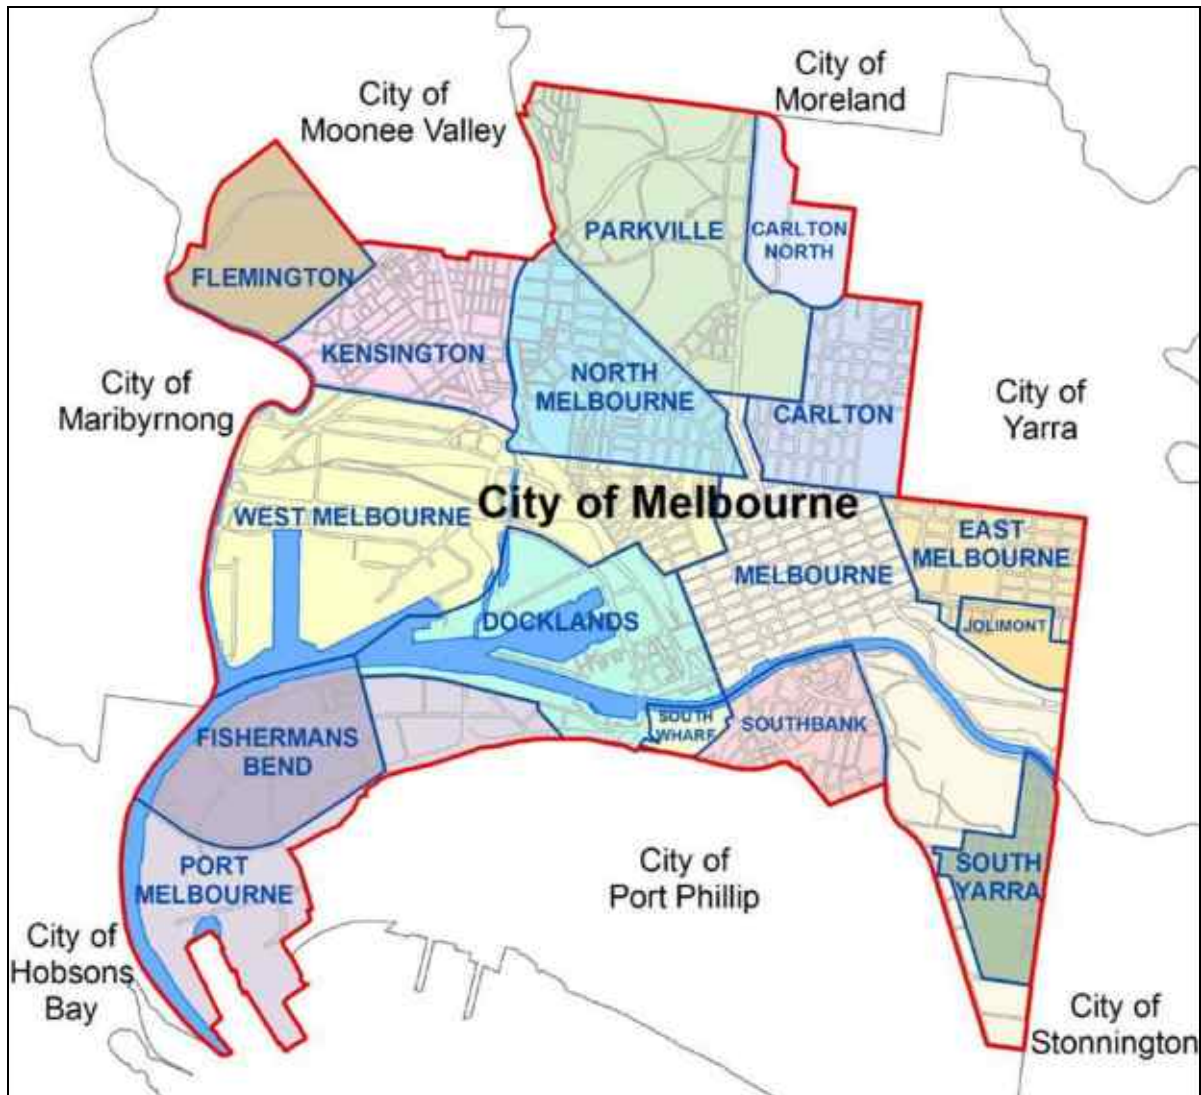 City of
Moreland
City of
Moonee Valley
PARKVILLE
CARLTON
NORTH
FLEMINGTON
KENSINGTON
NORTH
MELBOURNE
CARLTON
City of
Maribyrnong
City of
Yarra
City of Melbourne
WEST MELBOURNE
EAST
MELBOURNE
MELBOURNE
DOCKLANDS
JOLIMONT
SOUTH
WHARF
SOUTHBANK
FISHERMANS
BEND
PORT
MELBOURNE
City of
Port Phillip
SOUTH
YARRA
City of
Hobsons
Bay
City of
Stonnington